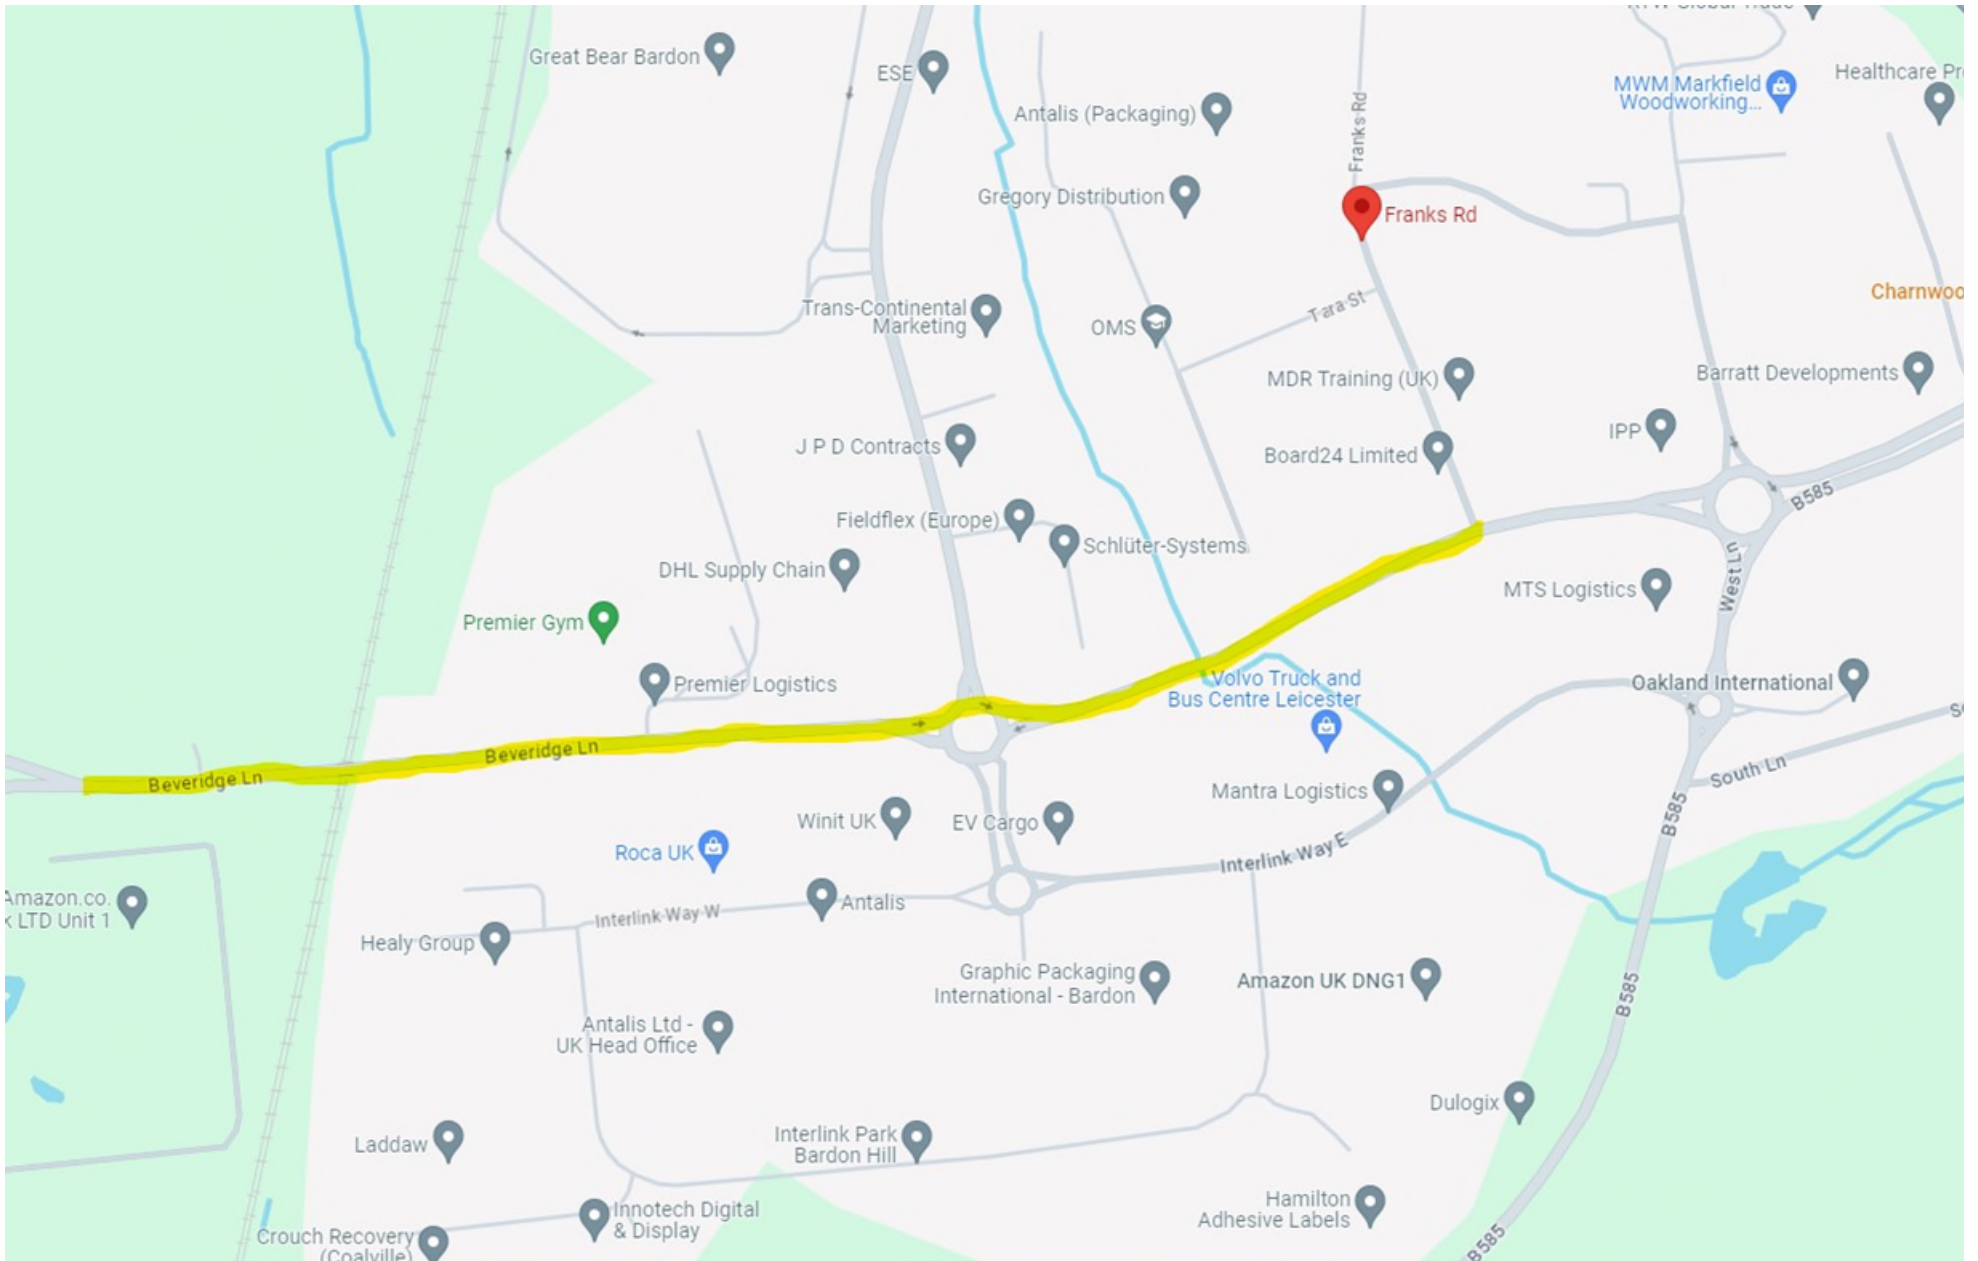 Great Bear Bardon
ESE
Antalis (Packaging)
Franks Rd
MWM Markfield
Woodworking...
Healthcare Pr
Gregory Distribution
Franks Rd
Trans-Continental
Marketing
OMS
Tara St
Charnwoo
MDR Training (UK)
Barratt Developments
J P D Contracts
Board24 Limited
IPP
B585
Fieldflex (Europe)
Schlüter-Systems
DHL Supply Chain
West Ln
MTS Logistics
Premier Gym
Premier Logistics
Volvo Truck and
Bus Centre Leicester
Oakland International
Beveridge Ln
Beveridge Ln
South Ln
Mantra Logistics
Winit UK
EV Cargo
B585
Roca UK
Interlink Way E
Amazon.co.
k LTD Unit 1
Antalis
Interlink Way W
Healy Group
Graphic Packaging
International - Bardon
Amazon UK DNG1
B585
Antalis Ltd -
UK Head Office
Dulogix
Laddaw
Interlink Park
Bardon Hill
Innotech Digital
& Display
Hamilton
Adhesive Labels
Crouch Recovery
(Coalville)
B585